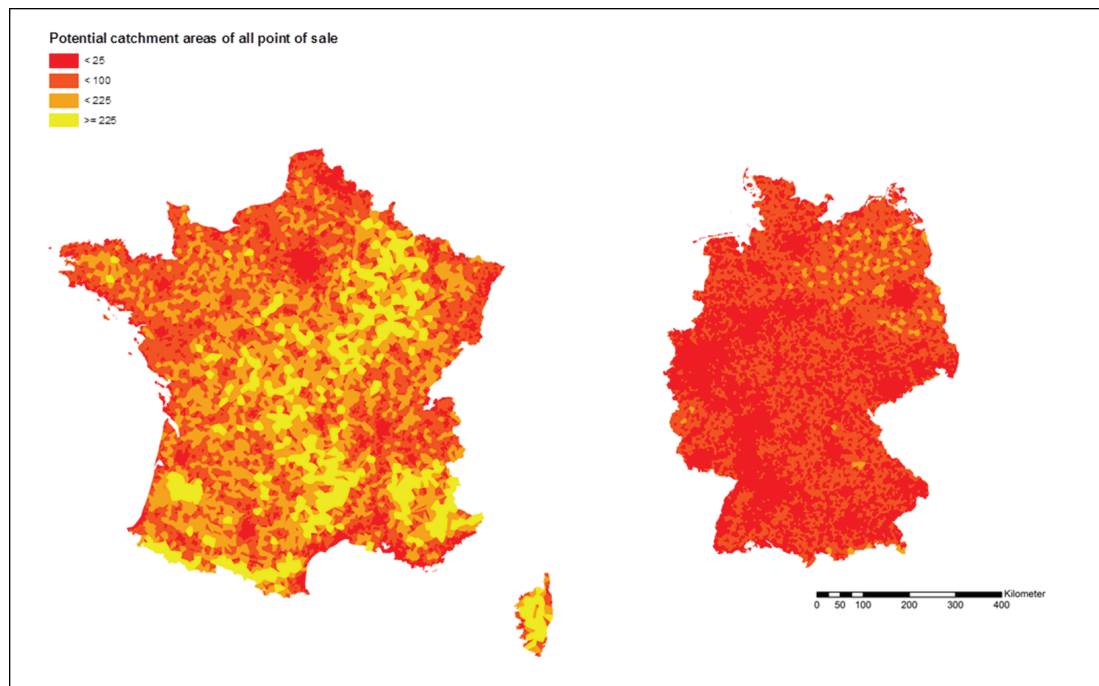 Potential catchment areas of all point of sale
< 25
< 100
< 225
>= 225
Kilometer
0 50 100 200 300 400